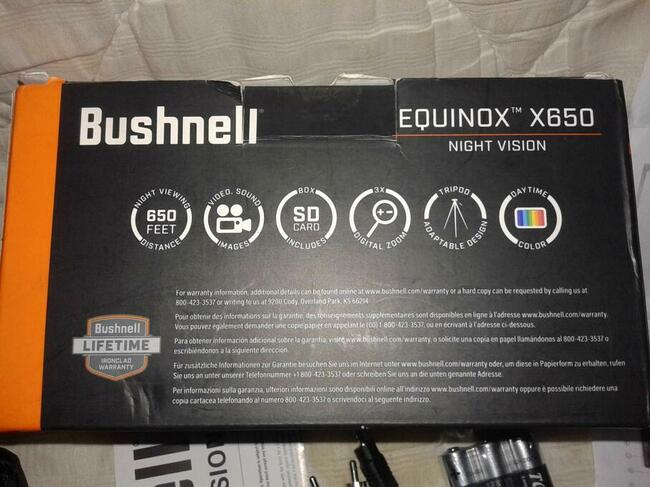 Bushnell
EQUINOX™ X650
NIGHT VISION
NIGHT VIEWING
650
FEET
DISTANCE
VIDEO, SOUND
IMAGES
BOX
SD
CARD
INCLUDES
3X
DIGITAL ZOOM
TRIPOD
ADAPTABLE DESIGN
DAYTIME
COLOR
For warranty information, additional details can be found online at www.bushnell.com/warranty or a hard copy can be requested by calling us at
800-423-3537 or writing to us at 9200 Cody, Overland Park, KS 66214
Pour obtenir des informations sur la garantie, des renseignements supplémentaires sont disponibles en ligne à l'adresse www.bushnell.com/warranty.
Vous pouvez également demander une copie papier en appelant le (00) 1-800-423-3537, ou en écrivant à l'adresse ci-dessous.
Para obtener información adicional sobre la garantía, visite www.bushnell.com/warranty, o solicite una copia en papel llamándonos al 800-423-3537 o
escribiéndonos a la siguiente dirección.
Für zusätzliche Informationen zur Garantie besuchen Sie uns im Internet unter www.bushnell.com/warranty oder, um diese in Papierform zu erhalten, rufen
Sie uns an unter unserer Telefonnummer +1 800-423-3537 oder schreiben Sie uns an die unten genannte Adresse.
Per informazioni sulla garanzia, ulteriori informazioni sono disponibili online all'indirizzo www.bushnell.com/warranty oppure è possibile richiedere una
copia cartacea telefonando al numero 800-423-3537 o scrivendoci al seguente indirizzo.
Bushnell
LIFETIME
IRONCLAD
WARRANTY